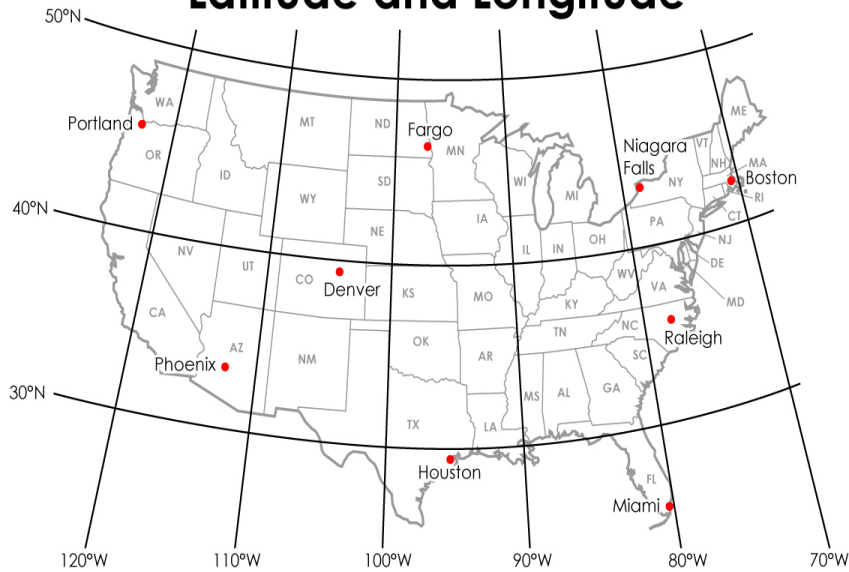 Latitude and Longitude
50°N
ME
WA
Portland
MT
ND
Fargo
MN
VT
Niagara
Falls
NH
MA
OR
Boston
ID
SD
WI
MI
NY
RI
WY
CT
40°N
IA
PA
NE
NJ
OH
NV
IL
IN
UT
DE
CO
WV
Denver
KS
VA
MO
MD
KY
CA
NC
TN
Raleigh
OK
AZ
SC
NM
AR
Phoenix
GA
MS
AL
30°N
TX
LA
Houston
FL
Miami
120°W
110°W
100°W
90°W
80°W
70°W